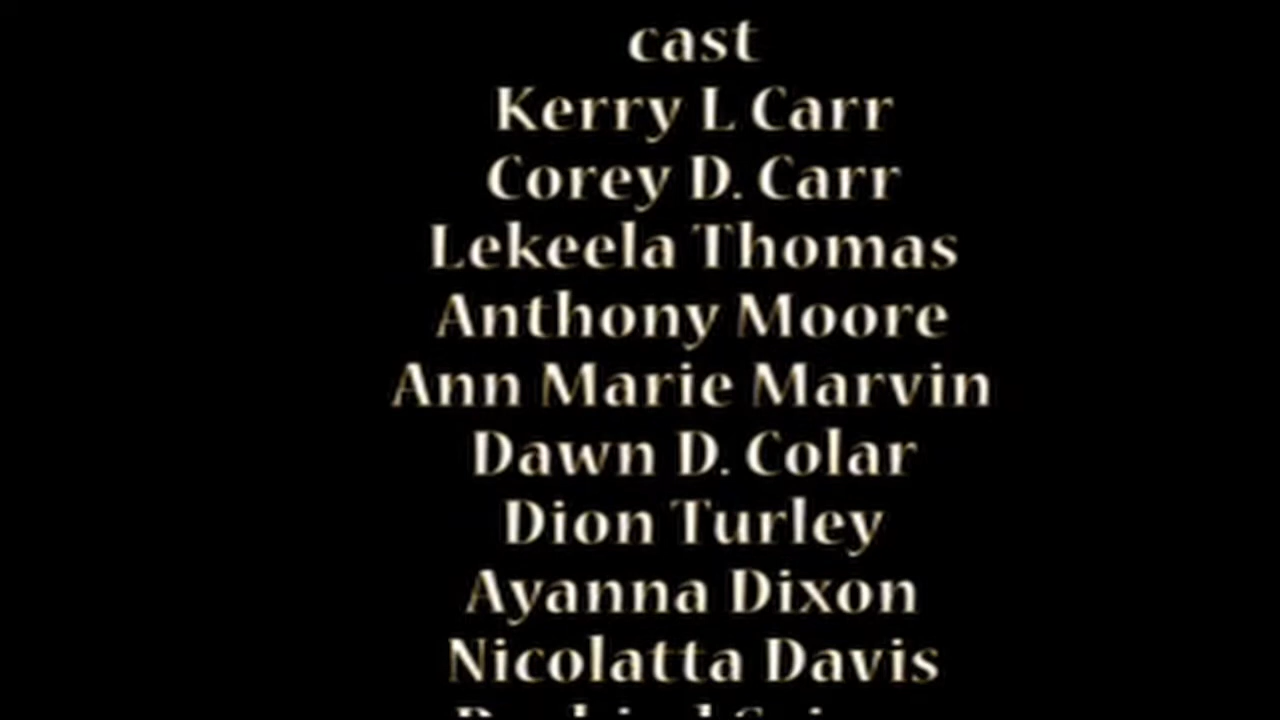 cast
Kerry L Carr
Corey D. Carr
Lekeela Thomas
Anthony Moore
Ann Marie Marvin
Dawn D. Colar
Dion Turley
Ayanna Dixon
Nicolatta Davis